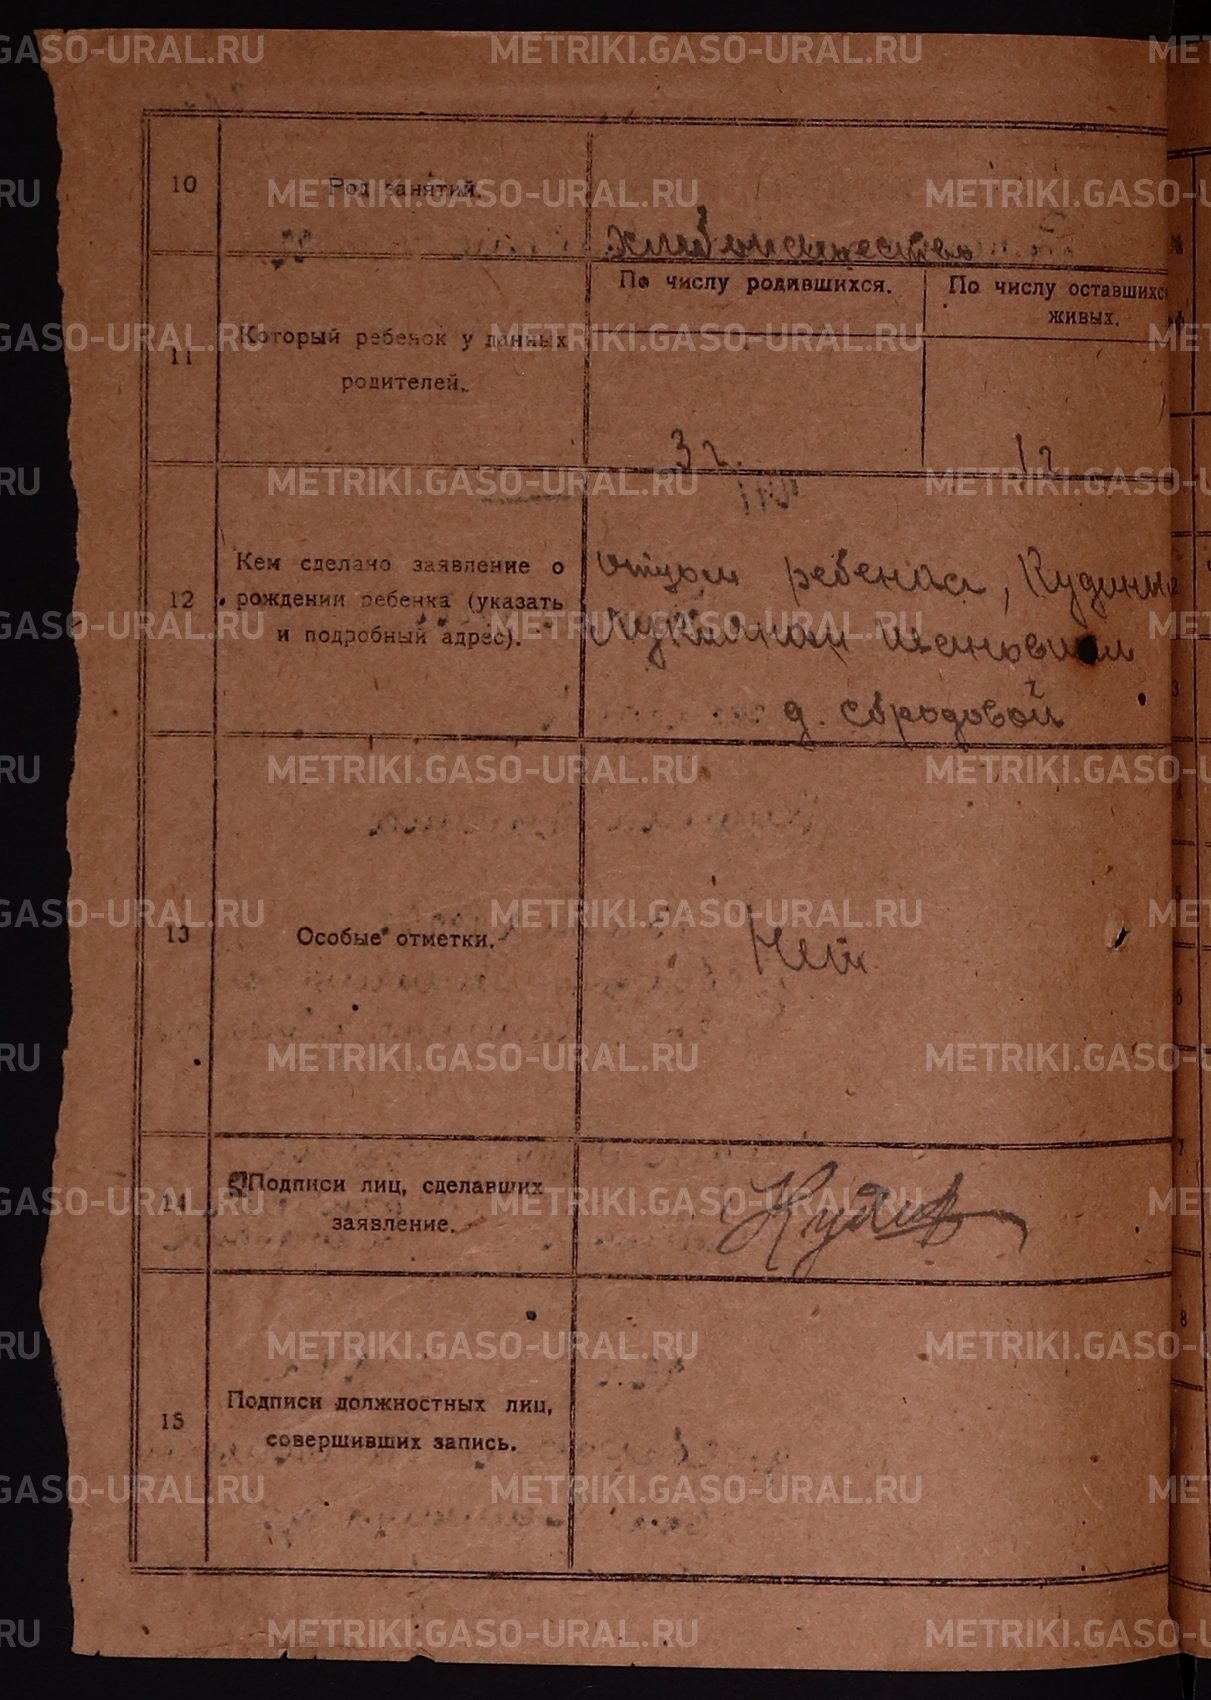 10
Род занятий.
По числу родившихся.
По числу оставшихся
живых.
11
Который ребенок у данных
родителей.
3 г.
1 г
12
Кем сделано заявление о
рождении ребенка (указать
и подробный адрес).
отцом ребенка,
д. сбродовой
13
Особые отметки.
Нет
14
Подписи лиц, сделавших
заявление.
15
Подписи должностных лиц,
совершивших запись.
METRIKI.GASO-URAL.RU